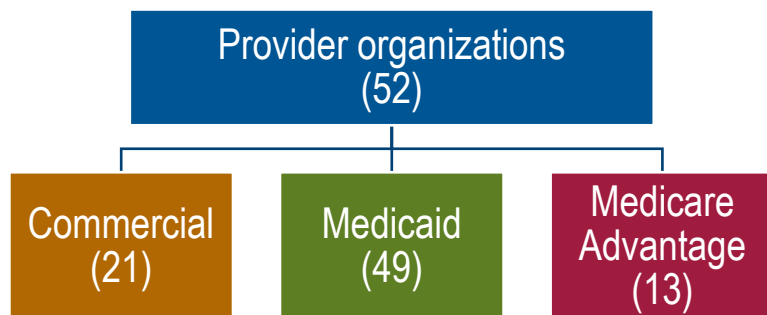 Provider organizations
(52)
Commercial
(21)
Medicaid
(49)
Medicare
Advantage
(13)